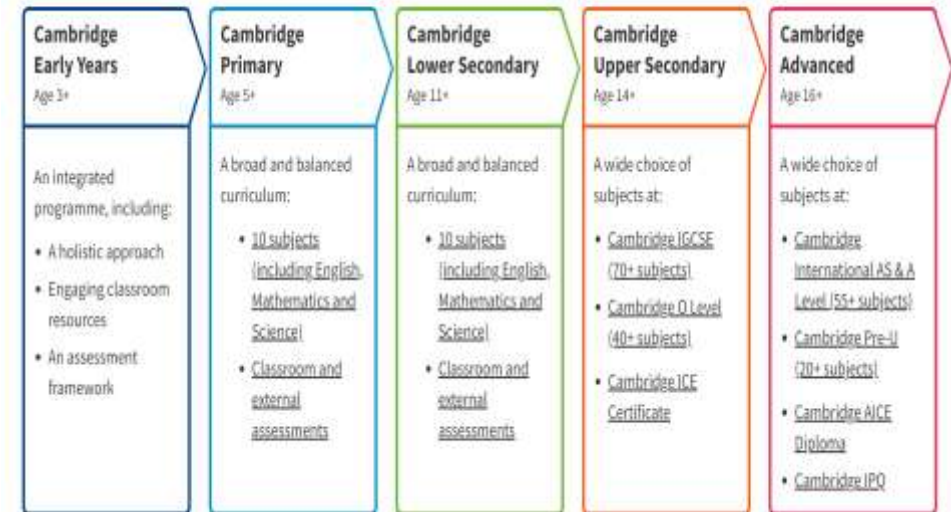 Cambridge
Early Years
Age 3+
An integrated
programme, including:
• A holistic approach
• Engaging classroom
resources
• An assessment
framework
Cambridge
Primary
Age 5+
A broad and balanced
curriculum:
• 10 subjects
(including English,
Mathematics and
Science)
• Classroom and
external
assessments
Cambridge
Lower Secondary
Age 11+
A broad and balanced
curriculum:
• 10 subjects
(including English,
Mathematics and
Science)
• Classroom and
external
assessments
Cambridge
Upper Secondary
Age 14+
A wide choice of
subjects at:
• Cambridge IGCSE
(70+ subjects)
• Cambridge O Level
(40+ subjects)
• Cambridge ICE
Certificate
Cambridge
Advanced
Age 16+
A wide choice of
subjects at:
• Cambridge
International AS & A
Level (55+ subjects)
• Cambridge Pre-U
(20+ subjects)
• Cambridge AICE
Diploma
• Cambridge IPQ